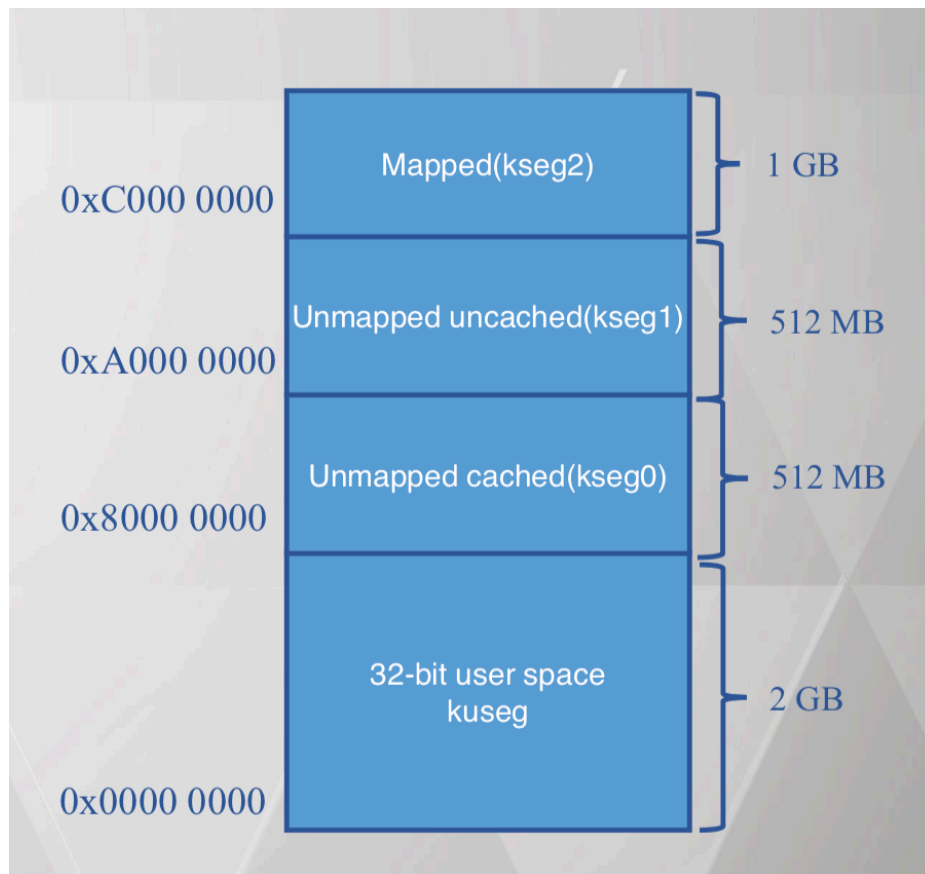 Mapped(kseg2)
1 GB
0xC000 0000
Unmapped uncached(kseg1)
512 MB
0xA000 0000
Unmapped cached(kseg0)
512 MB
0x8000 0000
32-bit user space
kuseg
2 GB
0x0000 0000